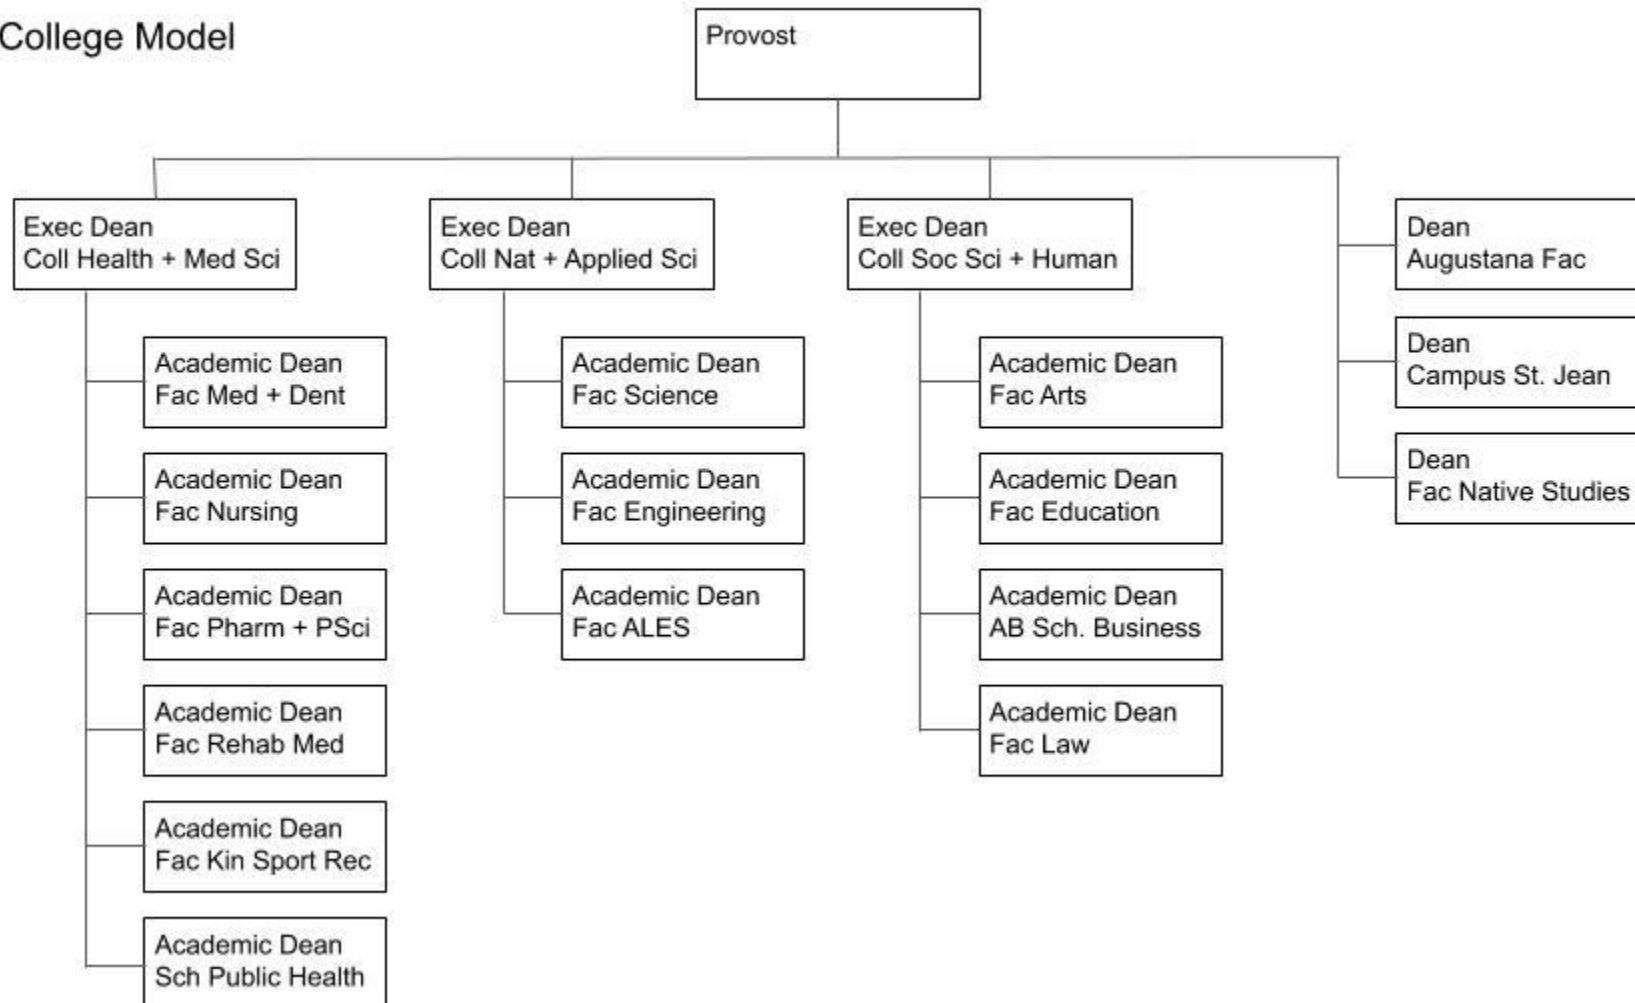 College Model
Provost
Exec Dean
Coll Health + Med Sci
Academic Dean
Fac Med + Dent
Academic Dean
Fac Nursing
Academic Dean
Fac Pharm + PSci
Academic Dean
Fac Rehab Med
Academic Dean
Fac Kin Sport Rec
Academic Dean
Sch Public Health
Exec Dean
Coll Nat + Applied Sci
Academic Dean
Fac Science
Academic Dean
Fac Engineering
Academic Dean
Fac ALES
Exec Dean
Coll Soc Sci + Human
Academic Dean
Fac Arts
Academic Dean
Fac Education
Academic Dean
AB Sch. Business
Academic Dean
Fac Law
Dean
Augustana Fac
Dean
Campus St. Jean
Dean
Fac Native Studies